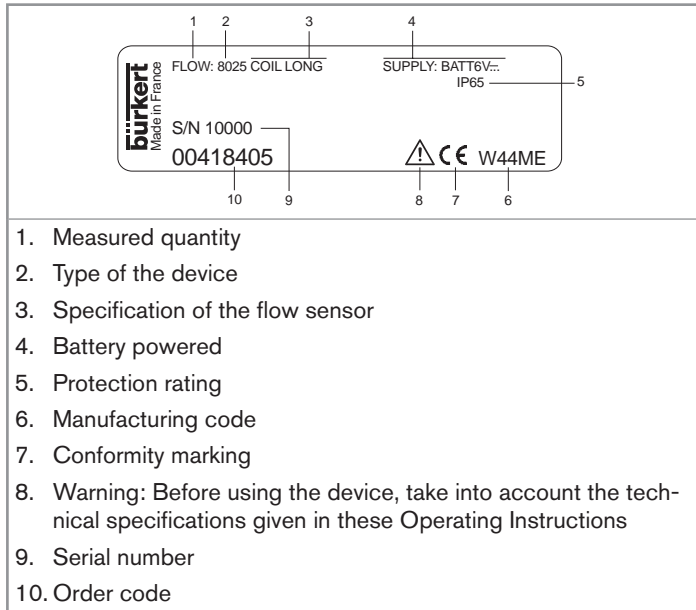 1 2 3 4
FLOW: 8025 COIL LONG SUPPLY: BATT6V⎓
IP65 5
bürkert
Made in France
S/N 10000
00418405 CE W44ME
10 9 8 7 6
1. Measured quantity
2. Type of the device
3. Specification of the flow sensor
4. Battery powered
5. Protection rating
6. Manufacturing code
7. Conformity marking
8. Warning: Before using the device, take into account the tech-
nical specifications given in these Operating Instructions
9. Serial number
10. Order code